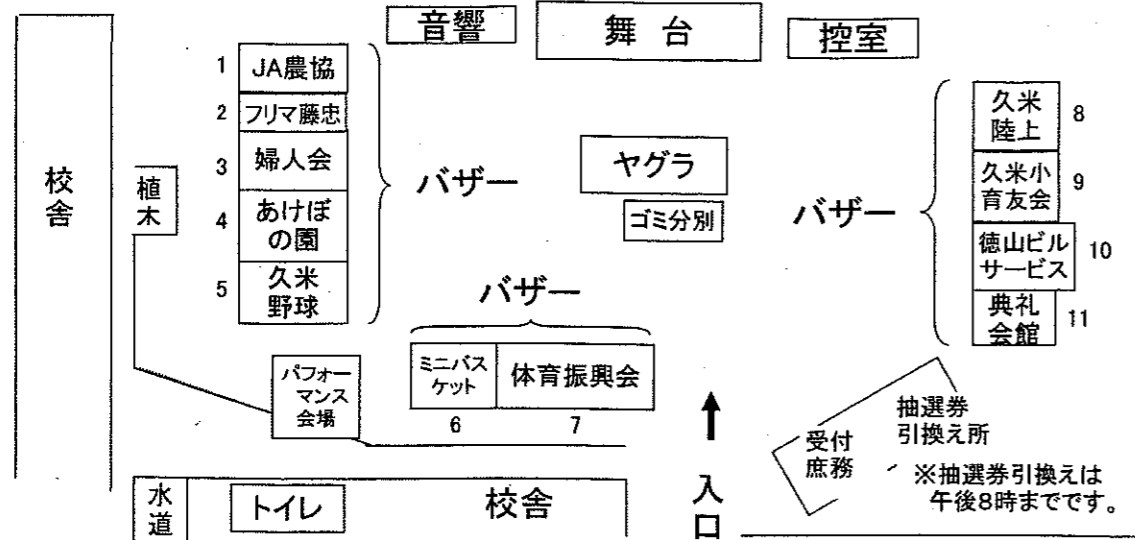 音響
舞台
控室
校舎
植木
1
JA農協
2
フリマ藤忠
3
婦人会
4
あけぼ
の園
5
久米
野球
バザー
ヤグラ
ゴミ分別
バザー
久米
陸上
8
久米小
育友会
9
徳山ビル
サービス
10
典礼
会館
11
バザー
ミニバス
ケット
6
体育振興会
7
パフォー
マンス
会場
抽選券
引換え所
受付
庶務
※抽選券引換えは
午後8時までです。
水道
トイレ
校舎
入口